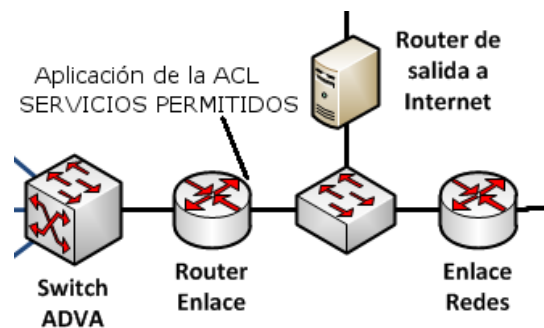 Aplicación de la ACL
SERVICIOS PERMITIDOS
Router de
salida a
Internet
Switch
ADVA
Router
Enlace
Enlace
Redes